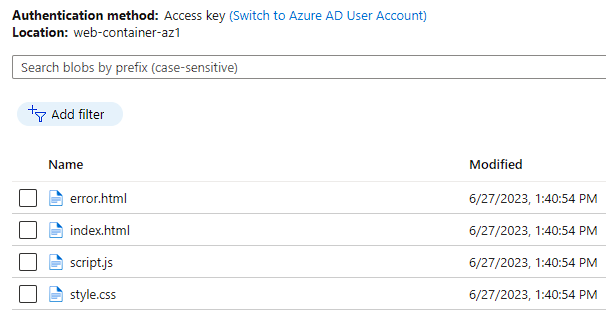 Authentication method: Access key (Switch to Azure AD User Account)
Location: web-container-az1
Search blobs by prefix (case-sensitive)
Add filter
Name Modified
error.html 6/27/2023, 1:40:54 PM
index.html 6/27/2023, 1:40:54 PM
script.js 6/27/2023, 1:40:54 PM
style.css 6/27/2023, 1:40:54 PM